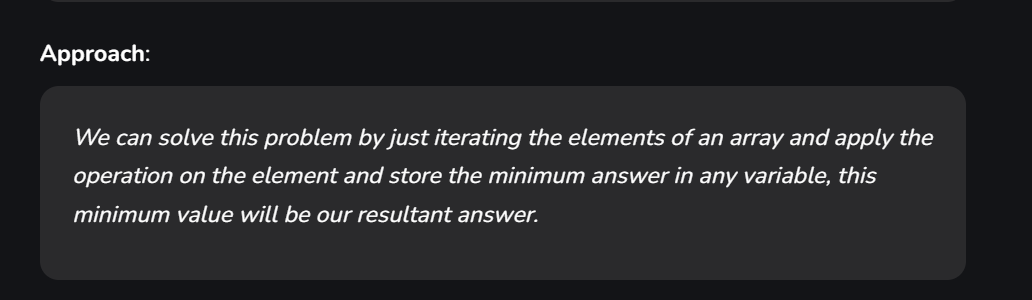 Approach:
We can solve this problem by just iterating the elements of an array and apply the
operation on the element and store the minimum answer in any variable, this
minimum value will be our resultant answer.